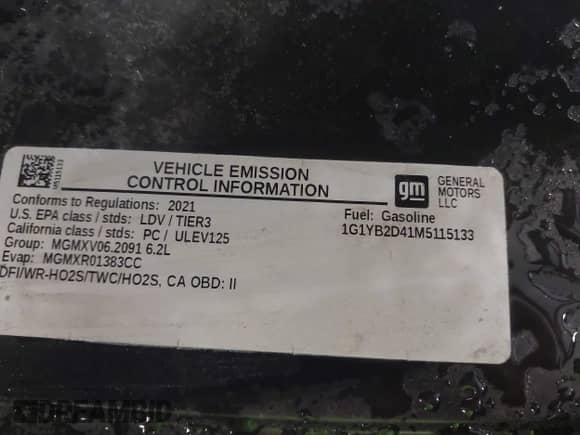 VEHICLE EMISSION
CONTROL INFORMATION
Conforms to Regulations: 2021
U.S. EPA class / stds: LDV / TIER3
California class / stds: PC / ULEV125
Group: MGMXV06.2091 6.2L
Evap: MGMXR01383CC
DFI/WR-HO2S/TWC/HO2S, CA OBD: II
gm
GENERAL
MOTORS
LLC
Fuel: Gasoline
1G1YB2D41M5115133
M5115133
DREAMBID